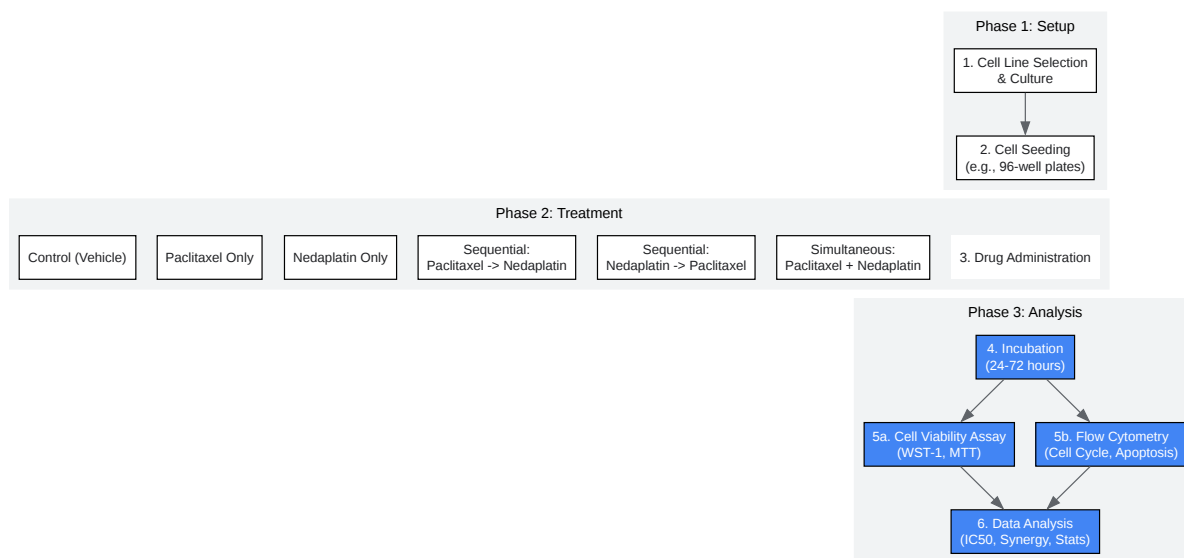 Phase 1: Setup
1. Cell Line Selection
& Culture
2. Cell Seeding
(e.g., 96-well plates)
Phase 2: Treatment
Control (Vehicle)
Paclitaxel Only
Nedaplatin Only
Sequential:
Paclitaxel -> Nedaplatin
Sequential:
Nedaplatin -> Paclitaxel
Simultaneous:
Paclitaxel + Nedaplatin
3. Drug Administration
Phase 3: Analysis
4. Incubation
(24-72 hours)
5a. Cell Viability Assay
(WST-1, MTT)
5b. Flow Cytometry
(Cell Cycle, Apoptosis)
6. Data Analysis
(IC50, Synergy, Stats)